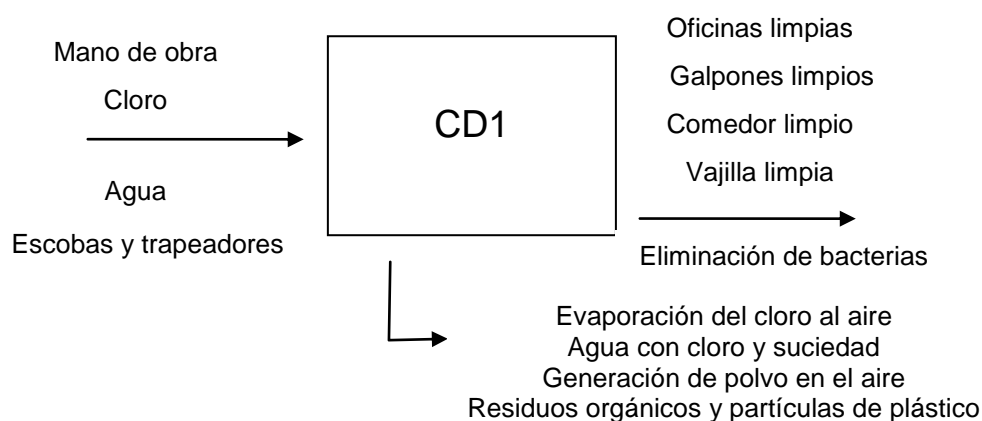 Mano de obra
Cloro
Agua
Escobas y trapeadores
CD1
Oficinas limpias
Galpones limpios
Comedor limpio
Vajilla limpia
Eliminación de bacterias
Evaporación del cloro al aire
Agua con cloro y suciedad
Generación de polvo en el aire
Residuos orgánicos y partículas de plástico